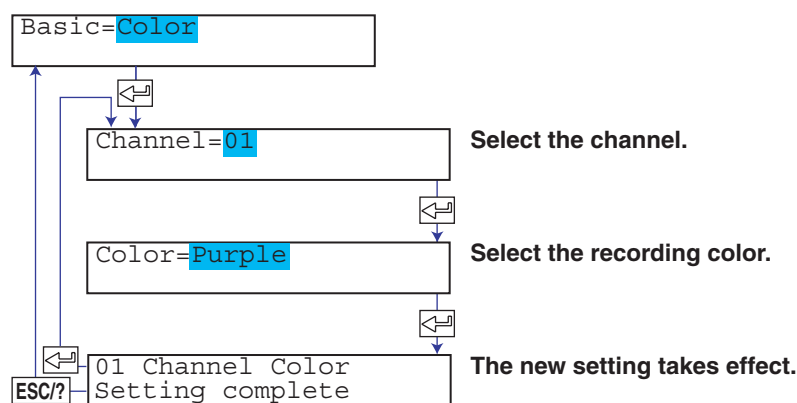 Basic=Color
Channel=01
Select the channel.
Color=Purple
Select the recording color.
01 Channel Color
Setting complete
The new setting takes effect.
ESC/?